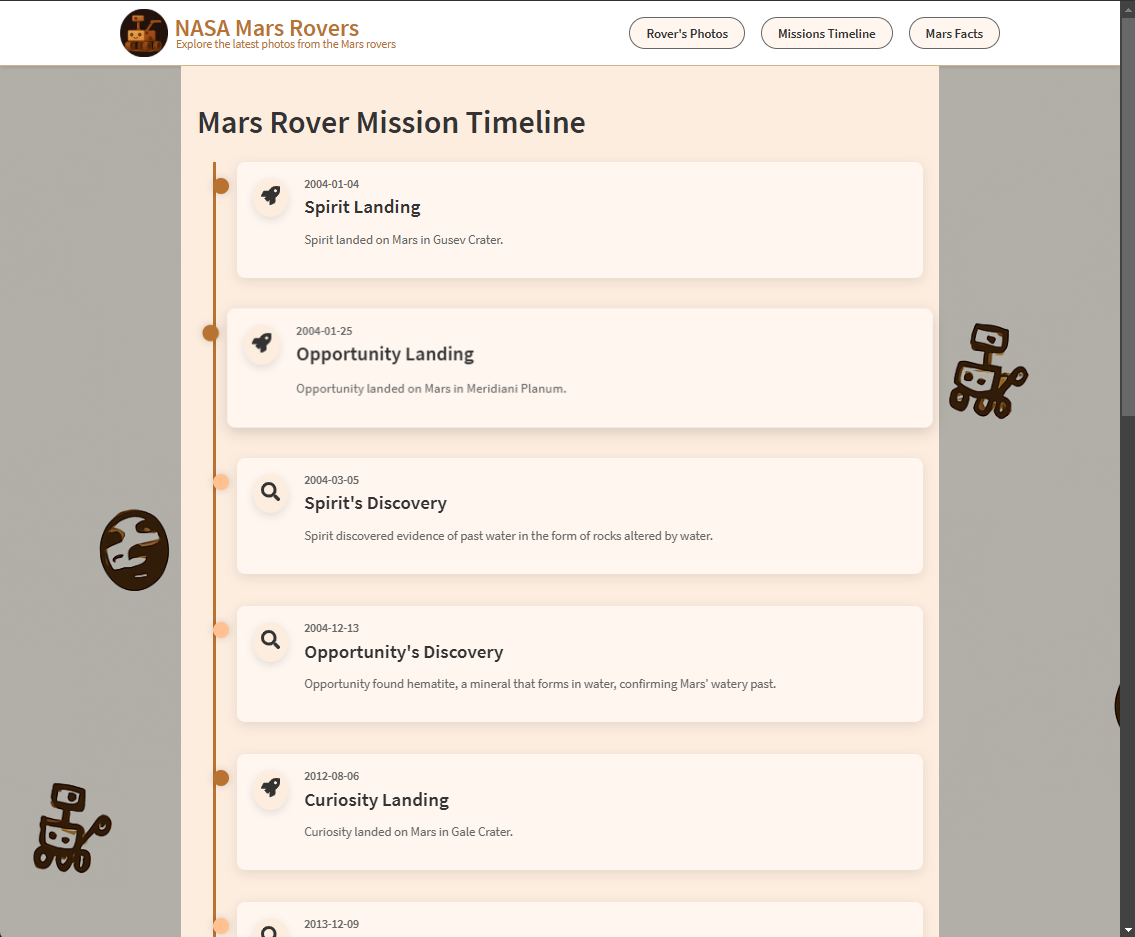 NASA Mars Rovers
Explore the latest photos from the Mars rovers
Rover's Photos
Missions Timeline
Mars Facts
Mars Rover Mission Timeline
2004-01-04
Spirit Landing
Spirit landed on Mars in Gusev Crater.
2004-01-25
Opportunity Landing
Opportunity landed on Mars in Meridiani Planum.
2004-03-05
Spirit's Discovery
Spirit discovered evidence of past water in the form of rocks altered by water.
2004-12-13
Opportunity's Discovery
Opportunity found hematite, a mineral that forms in water, confirming Mars' watery past.
2012-08-06
Curiosity Landing
Curiosity landed on Mars in Gale Crater.
2013-12-09